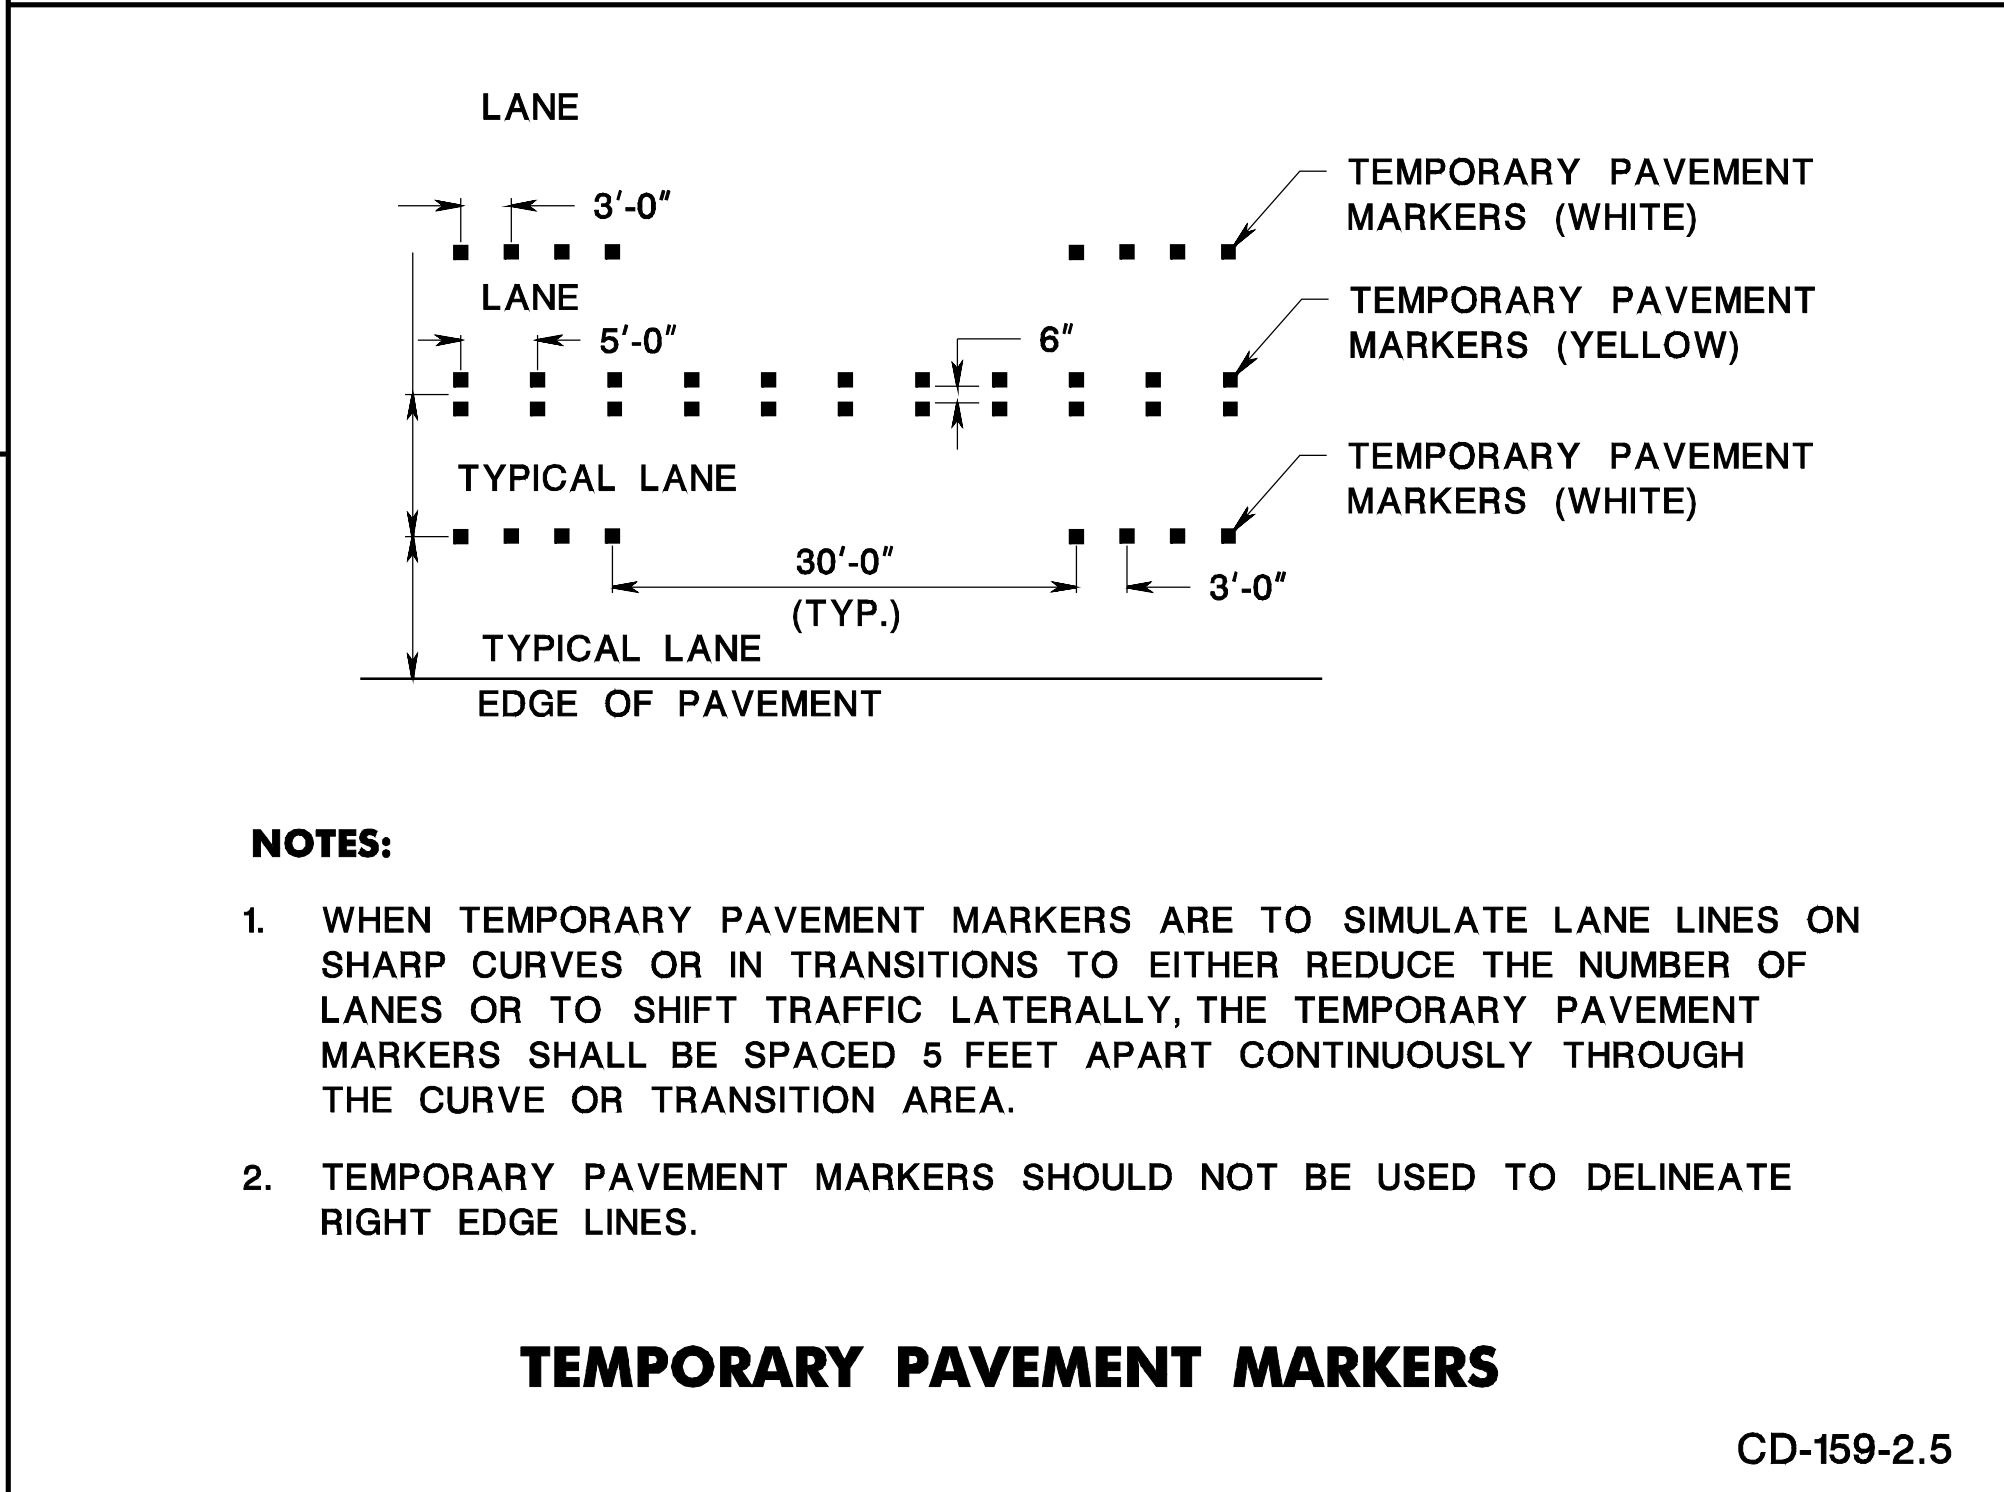 LANE
3'-0"
TEMPORARY PAVEMENT
MARKERS (WHITE)
LANE
5'-0"
6"
TEMPORARY PAVEMENT
MARKERS (YELLOW)
TYPICAL LANE
TEMPORARY PAVEMENT
MARKERS (WHITE)
30'-0"
(TYP.)
3'-0"
TYPICAL LANE
EDGE OF PAVEMENT
NOTES:
1. WHEN TEMPORARY PAVEMENT MARKERS ARE TO SIMULATE LANE LINES ON
SHARP CURVES OR IN TRANSITIONS TO EITHER REDUCE THE NUMBER OF
LANES OR TO SHIFT TRAFFIC LATERALLY, THE TEMPORARY PAVEMENT
MARKERS SHALL BE SPACED 5 FEET APART CONTINUOUSLY THROUGH
THE CURVE OR TRANSITION AREA.
2. TEMPORARY PAVEMENT MARKERS SHOULD NOT BE USED TO DELINEATE
RIGHT EDGE LINES.
TEMPORARY PAVEMENT MARKERS
CD-159-2.5